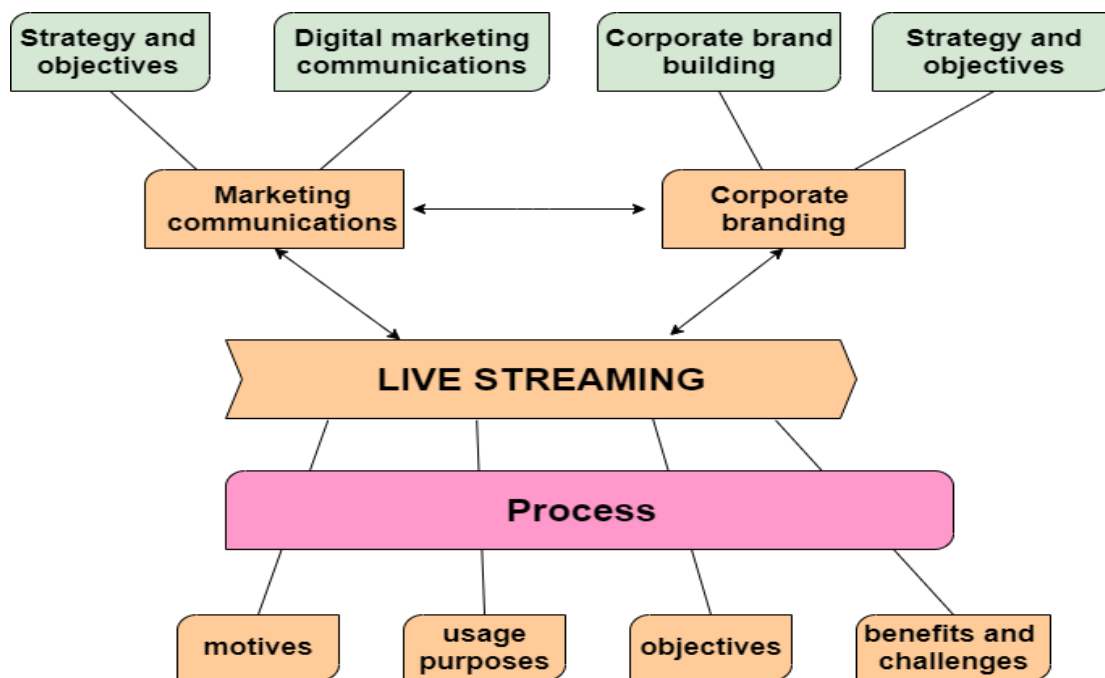 Strategy and
objectives
Digital marketing
communications
Corporate brand
building
Strategy and
objectives
Marketing
communications
Corporate
branding
LIVE STREAMING
Process
motives
usage
purposes
objectives
benefits and
challenges